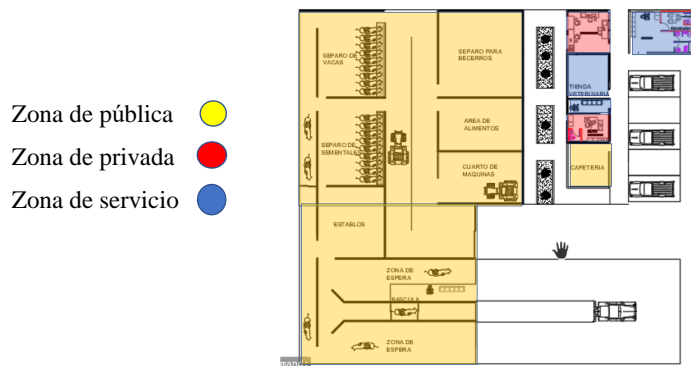 Zona de pública
Zona de privada
Zona de servicio
SEPARO DE
VACAS
SEPARO PARA
BECERROS
TIENDA
VETERINARIA
SEPARO DE
SEMENTALES
AREA DE
ALIMENTOS
CUARTO DE
MAQUINAS
CAFETERIA
ESTABLOS
ZONA DE
ESPERA
BASCULA
ZONA DE
ESPERA